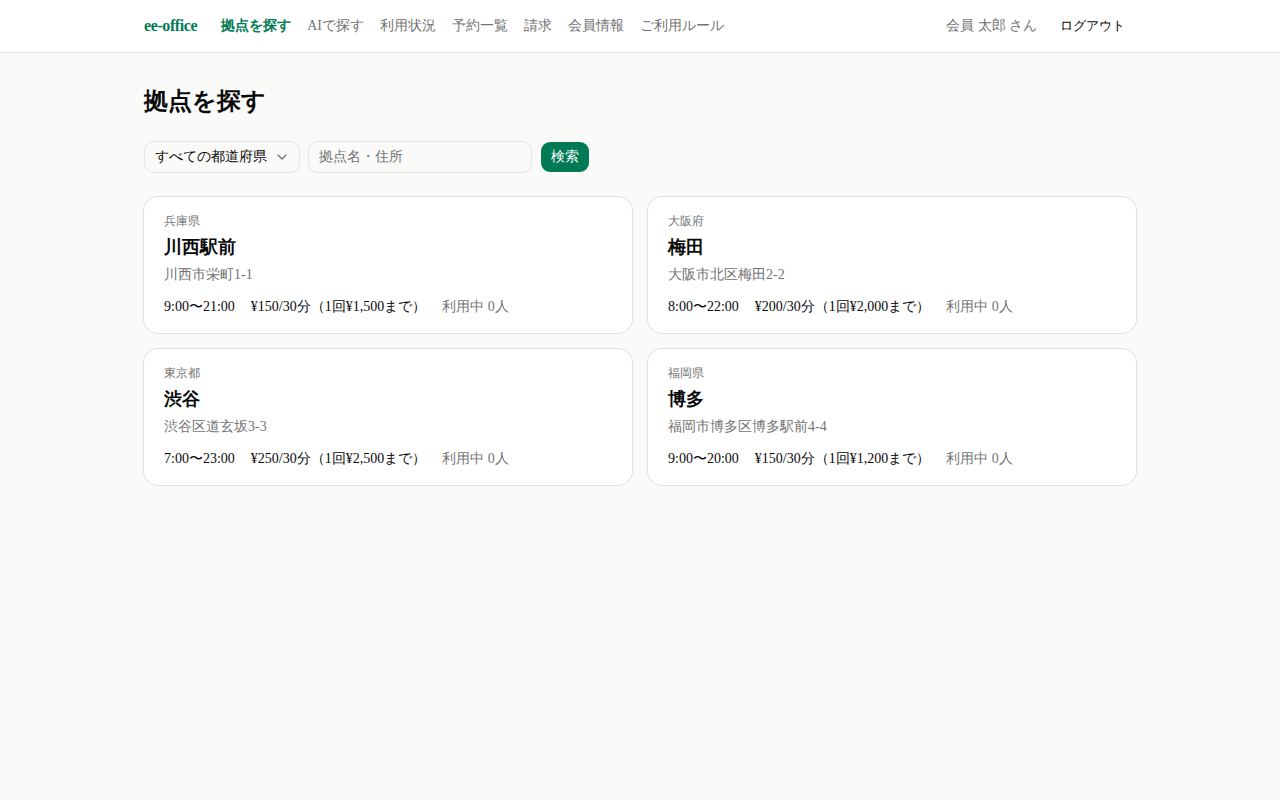 ee-office 拠点を探す AIで探す 利用状況 予約一覧 請求 会員情報 ご利用ルール 会員 太郎 さん ログアウト
拠点を探す
すべての都道府県 拠点名・住所 検索
兵庫県
川西駅前
川西市栄町1-1
9:00〜21:00 ¥150/30分（1回¥1,500まで） 利用中 0人
大阪府
梅田
大阪市北区梅田2-2
8:00〜22:00 ¥200/30分（1回¥2,000まで） 利用中 0人
東京都
渋谷
渋谷区道玄坂3-3
7:00〜23:00 ¥250/30分（1回¥2,500まで） 利用中 0人
福岡県
博多
福岡市博多区博多駅前4-4
9:00〜20:00 ¥150/30分（1回¥1,200まで） 利用中 0人